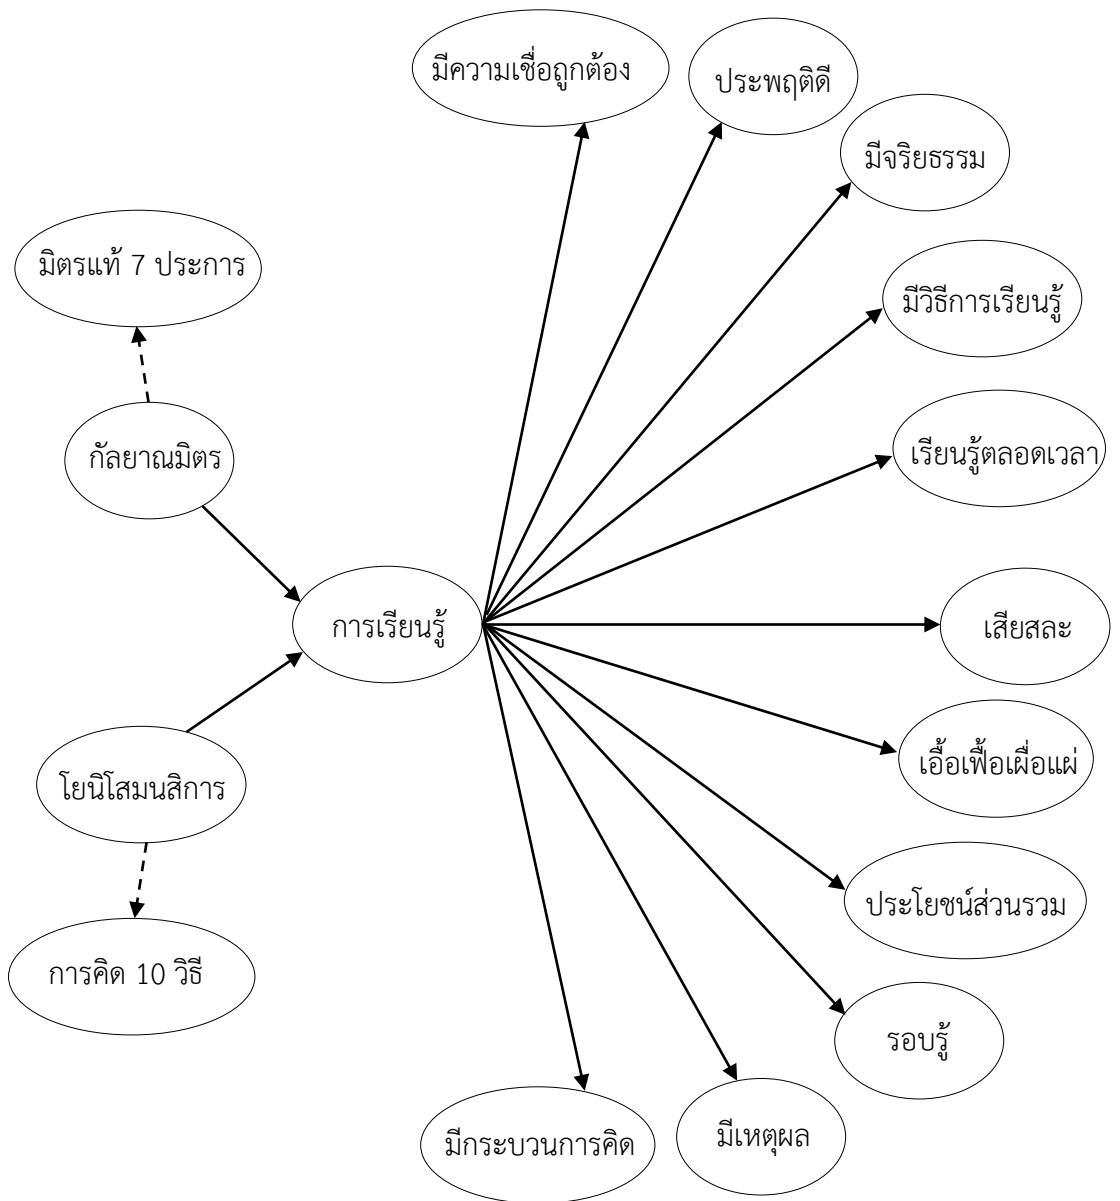 มีความเชื่อถูกต้อง
ประพฤติดี
มีจริยธรรม
มิตรแท้ 7 ประการ
มีวิธีการเรียนรู้
กัลยาณมิตร
เรียนรู้ตลอดเวลา
การเรียนรู้
เสียสละ
โยนิโสมนสิการ
เอื้อเฟื้อเผื่อแผ่
ประโยชน์ส่วนรวม
การคิด 10 วิธี
รอบรู้
มีกระบวนการคิด
มีเหตุผล